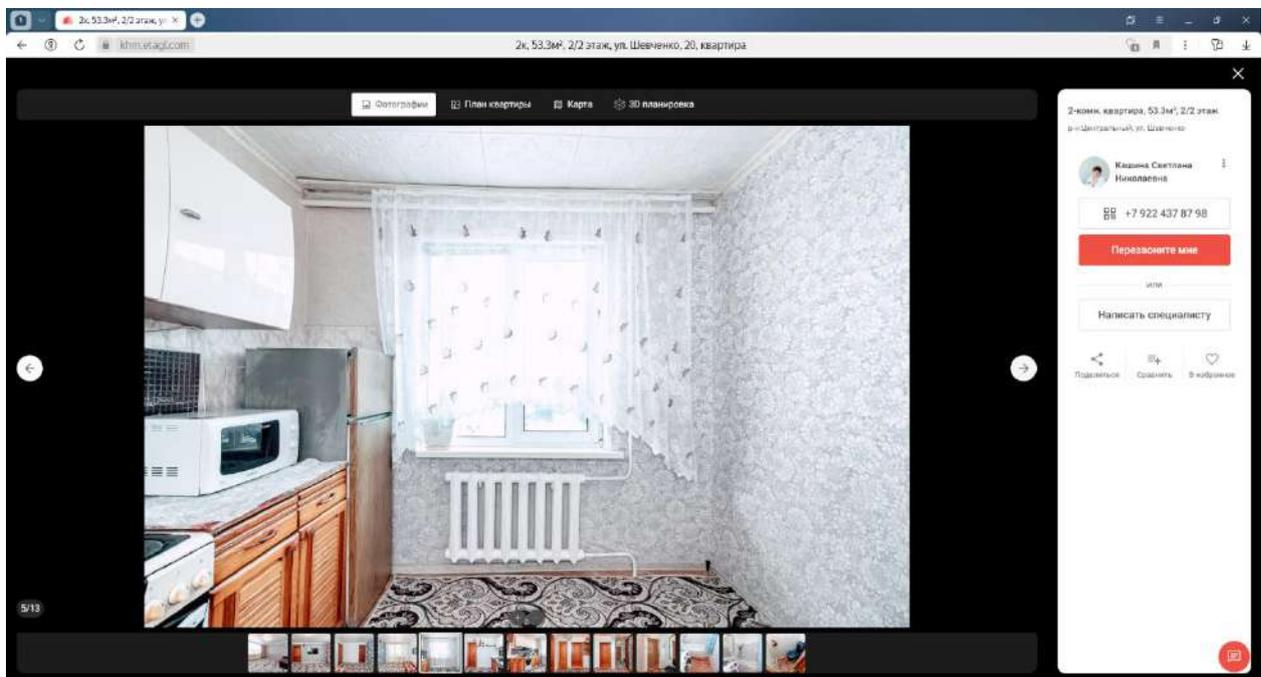 2к, 53.3м², 2/2 этаж, ул
khm.etagi.com
2к, 53.3м², 2/2 этаж, ул. Шевченко, 20, квартира
Фотографии
План квартиры
Карта
3D планировка
2-комн. квартира, 53.3м², 2/2 этаж
р-н Центральный, ул. Шевченко
Кашина Светлана
Николаевна
+7 922 437 87 98
Перезвоните мне
или
Написать специалисту
Поделиться
Сравнить
В избранное
5/13